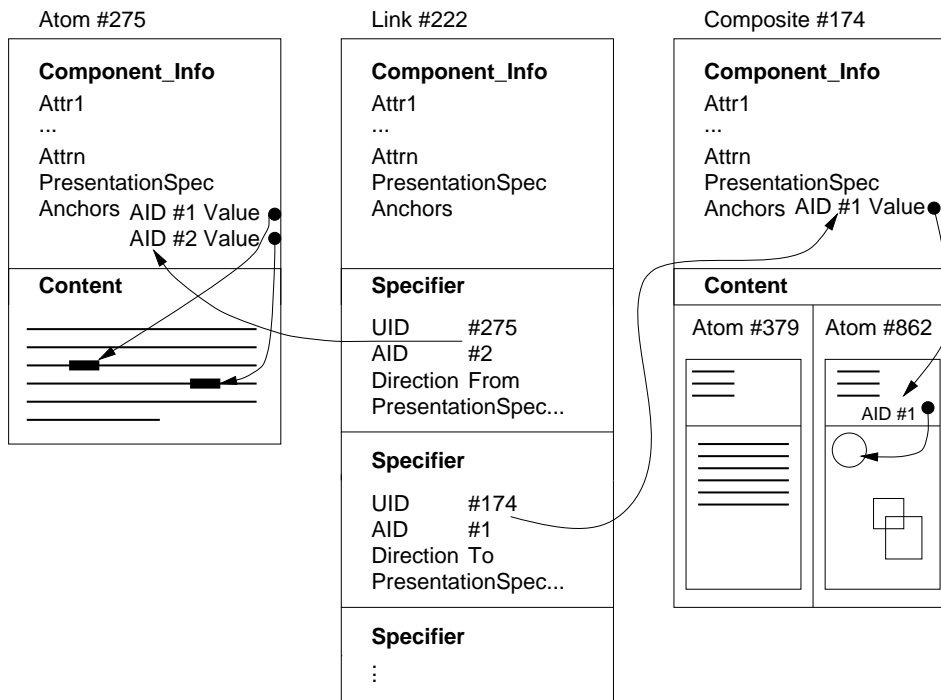 Atom #275
Component_Info
Attr1
...
Attrn
PresentationSpec
Anchors AID #1 Value
AID #2 Value
Content
Link #222
Component_Info
Attr1
...
Attrn
PresentationSpec
Anchors
Specifier
UID #275
AID #2
Direction From
PresentationSpec...
Specifier
UID #174
AID #1
Direction To
PresentationSpec...
Specifier
⋮
Composite #174
Component_Info
Attr1
...
Attrn
PresentationSpec
Anchors AID #1 Value
Content
Atom #379
Atom #862
AID #1